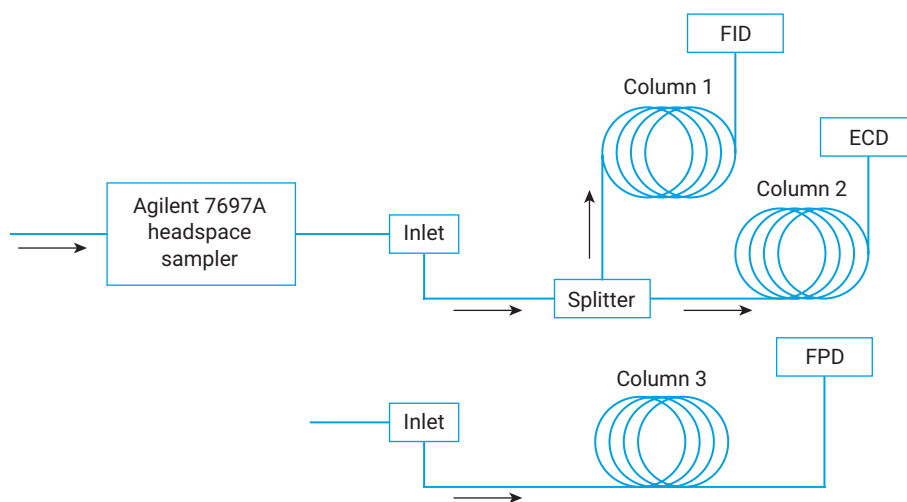 FID
Column 1
ECD
Column 2
Agilent 7697A
headspace
sampler
Inlet
Splitter
FPD
Column 3
Inlet